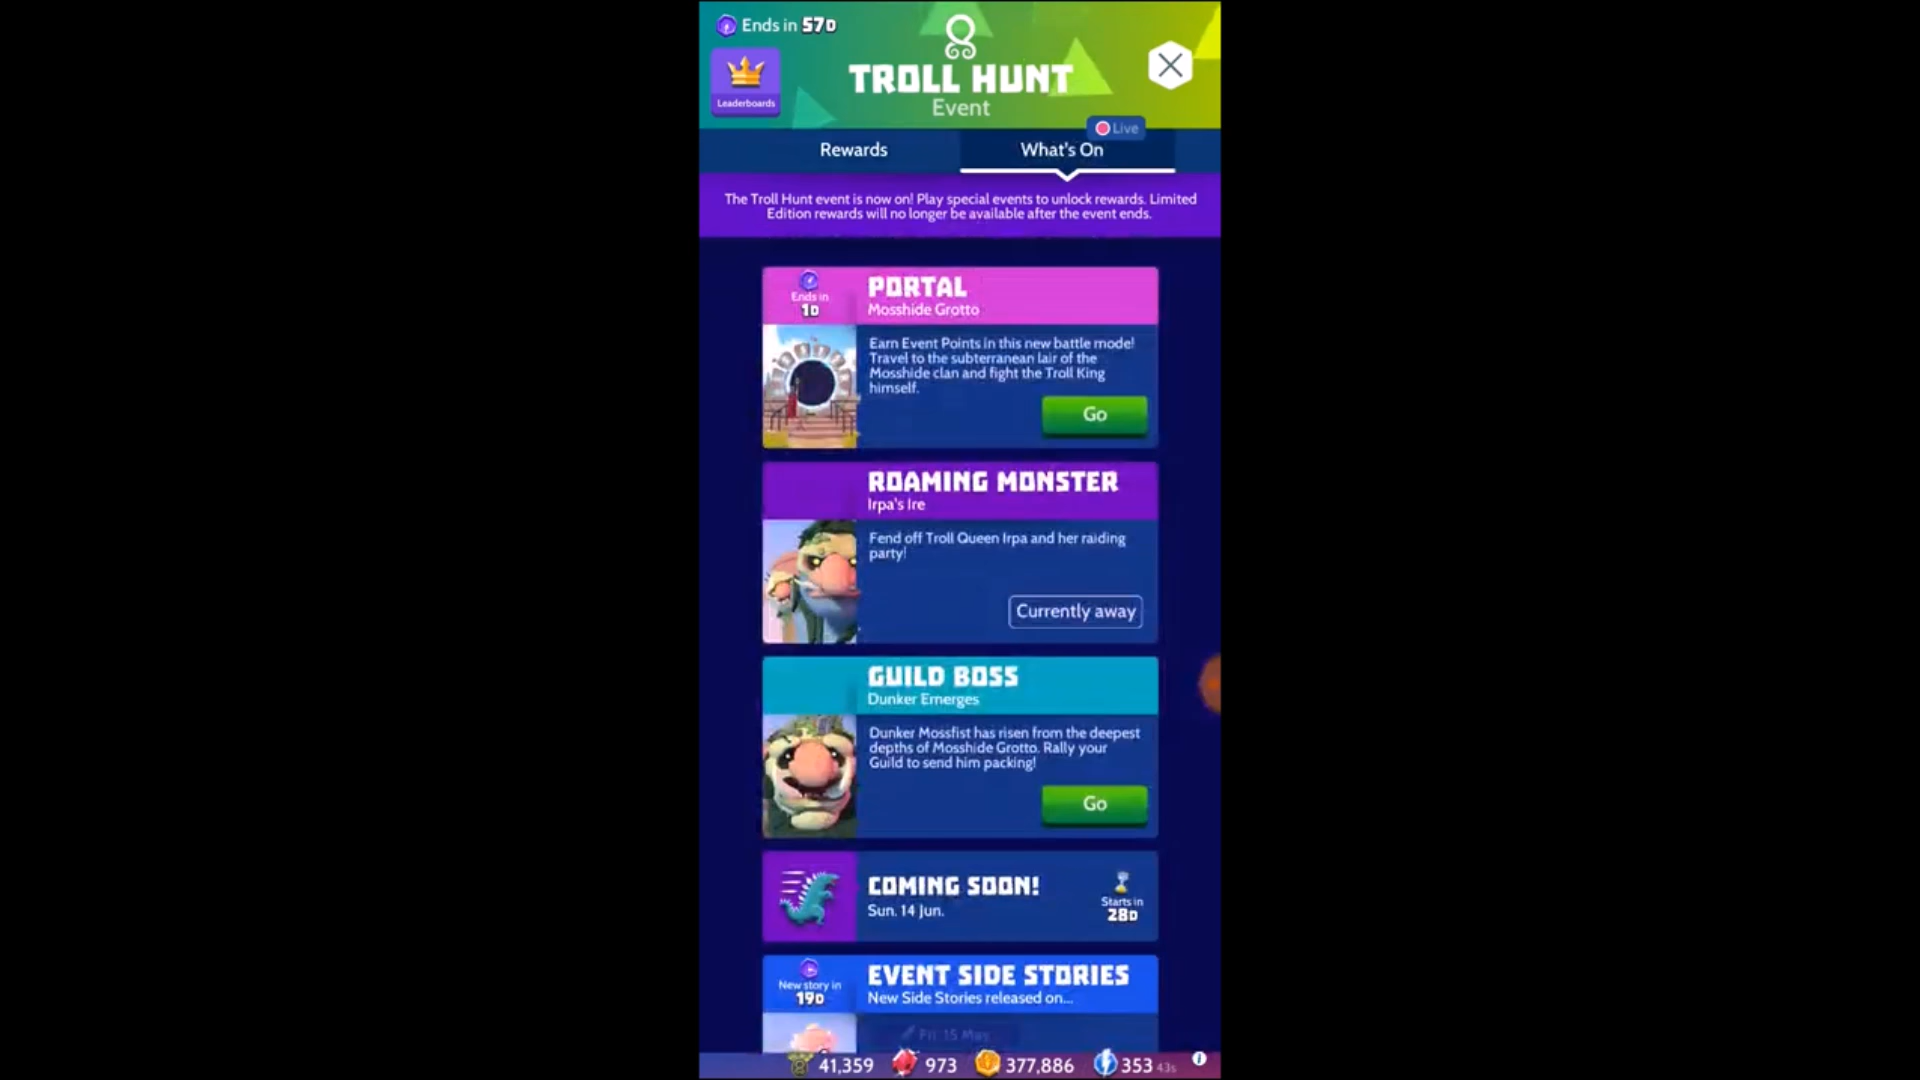 Ends in 57D
Leaderboards
TROLL HUNT
Event
Live
Rewards
What's On
The Troll Hunt event is now on! Play special events to unlock rewards. Limited
Edition rewards will no longer be available after the event ends.
Ends in
1D
PORTAL
Mosshide Grotto
Earn Event Points in this new battle mode!
Travel to the subterranean lair of the
Mosshide clan and fight the Troll King
himself.
Go
ROAMING MONSTER
Irpa's Ire
Fend off Troll Queen Irpa and her raiding
party!
Currently away
GUILD BOSS
Dunker Emerges
Dunker Mossfist has risen from the deepest
depths of Mosshide Grotto. Rally your
Guild to send him packing!
Go
COMING SOON!
Sun. 14 Jun.
Starts in
28D
New story in
19D
EVENT SIDE STORIES
New Side Stories released on...
Fri. 15 May
41,359 973 377,886 353 43s